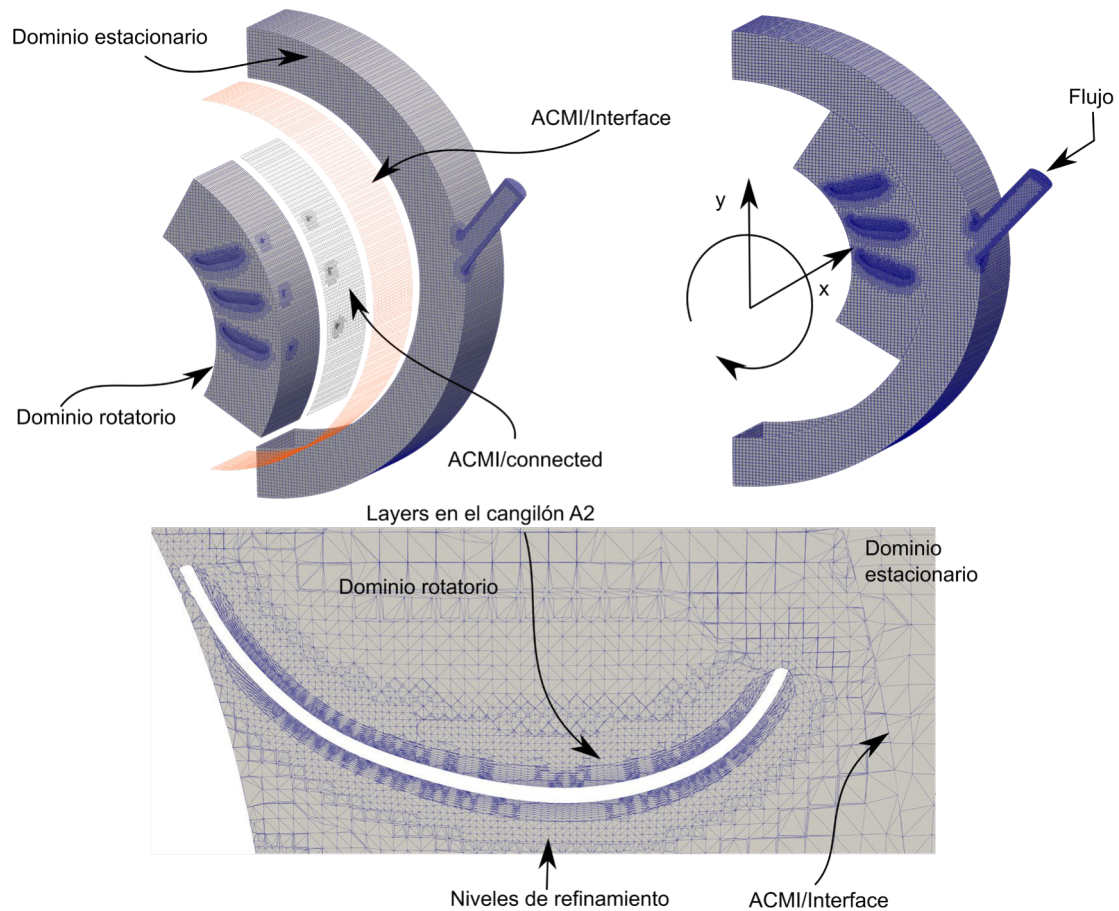 Dominio estacionario
ACMI/Interface
Flujo
y
x
Dominio rotatorio
ACMI/connected
Layers en el cangilón A2
Dominio rotatorio
Dominio
estacionario
Niveles de refinamiento
ACMI/Interface